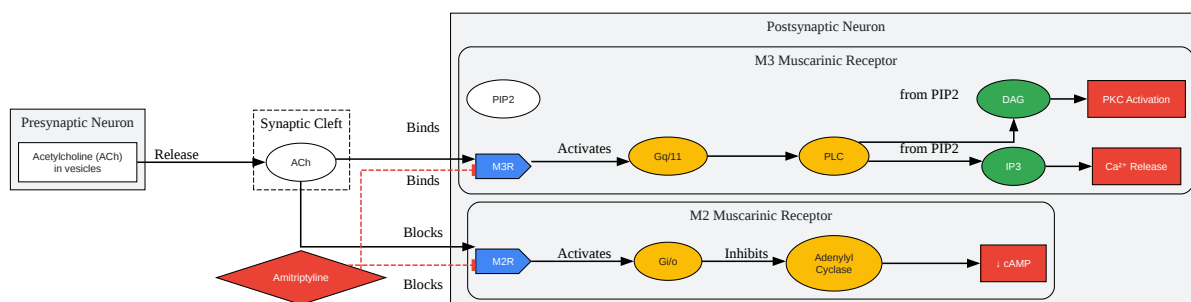 Postsynaptic Neuron
M3 Muscarinic Receptor
PIP2
from PIP2
DAG
PKC Activation
Presynaptic Neuron
Synaptic Cleft
Binds
Acetylcholine (ACh)
in vesicles
Release
ACh
M3R
Activates
Gq/11
PLC
from PIP2
IP3
Ca²⁺ Release
Binds
M2 Muscarinic Receptor
Blocks
M2R
Activates
Gi/o
Inhibits
Adenylyl
Cyclase
↓ cAMP
Amitriptyline
Blocks